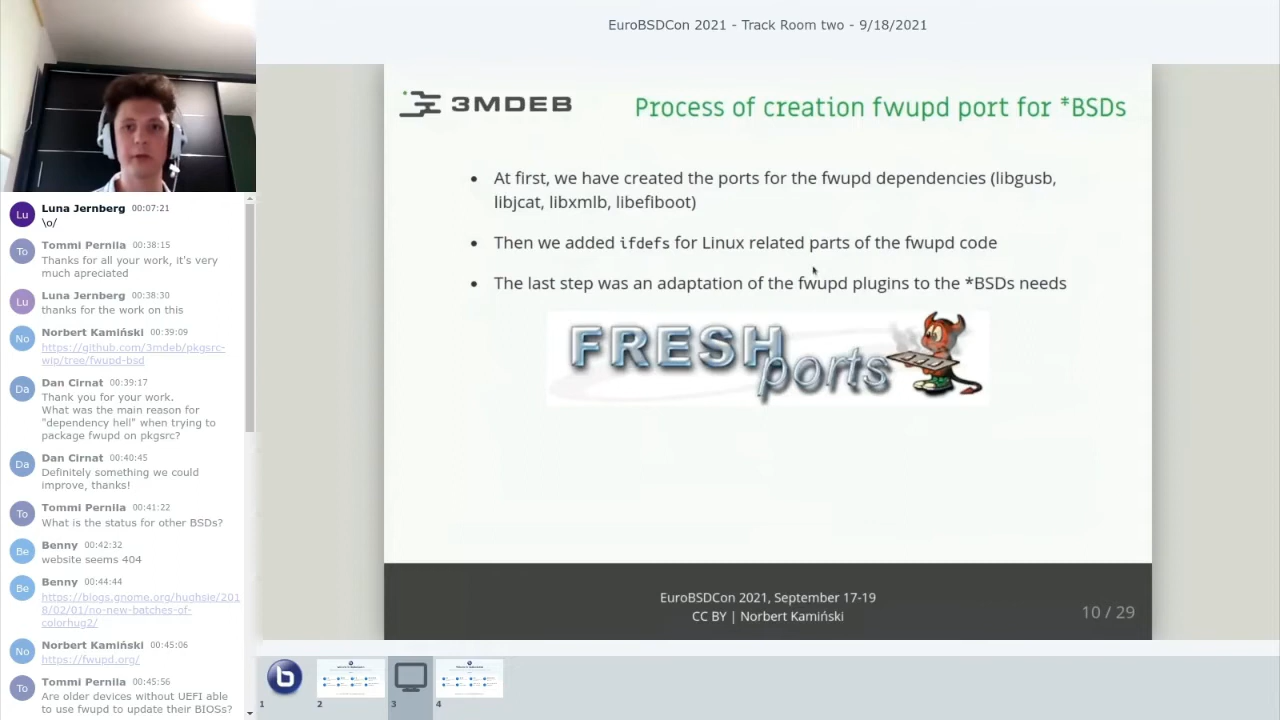 EuroBSDCon 2021 - Track Room two - 9/18/2021
3MDEB
Process of creation fwupd port for *BSDs
At first, we have created the ports for the fwupd dependencies (libgusb,
libjcat, libxmlb, libefiboot)
Then we added ifdefs for Linux related parts of the fwupd code
The last step was an adaptation of the fwupd plugins to the *BSDs needs
FRESH
ports
EuroBSDCon 2021, September 17-19
CC BY | Norbert Kamiński
10 / 29
Lu
Luna Jernberg 00:07:21
\o/
To
Tommi Pernila 00:38:15
Thanks for all your work, it's very
much apreciated
Lu
Luna Jernberg 00:38:30
thanks for the work on this
No
Norbert Kamiński 00:39:09
https://github.com/3mdeb/pkgsrc-
wip/tree/fwupd-bsd
Da
Dan Cirnat 00:39:17
Thank you for your work.
What was the main reason for
"dependency hell" when trying to
package fwupd on pkgsrc?
Da
Dan Cirnat 00:40:45
Definitely something we could
improve, thanks!
To
Tommi Pernila 00:41:22
What is the status for other BSDs?
Be
Benny 00:42:32
website seems 404
Be
Benny 00:44:44
https://blogs.gnome.org/hughsie/201
8/02/01/no-new-batches-of-
colorhug2/
No
Norbert Kamiński 00:45:06
https://fwupd.org/
To
Tommi Pernila 00:45:56
Are older devices without UEFI able
to use fwupd to update their BIOSs?
1
2
3
4